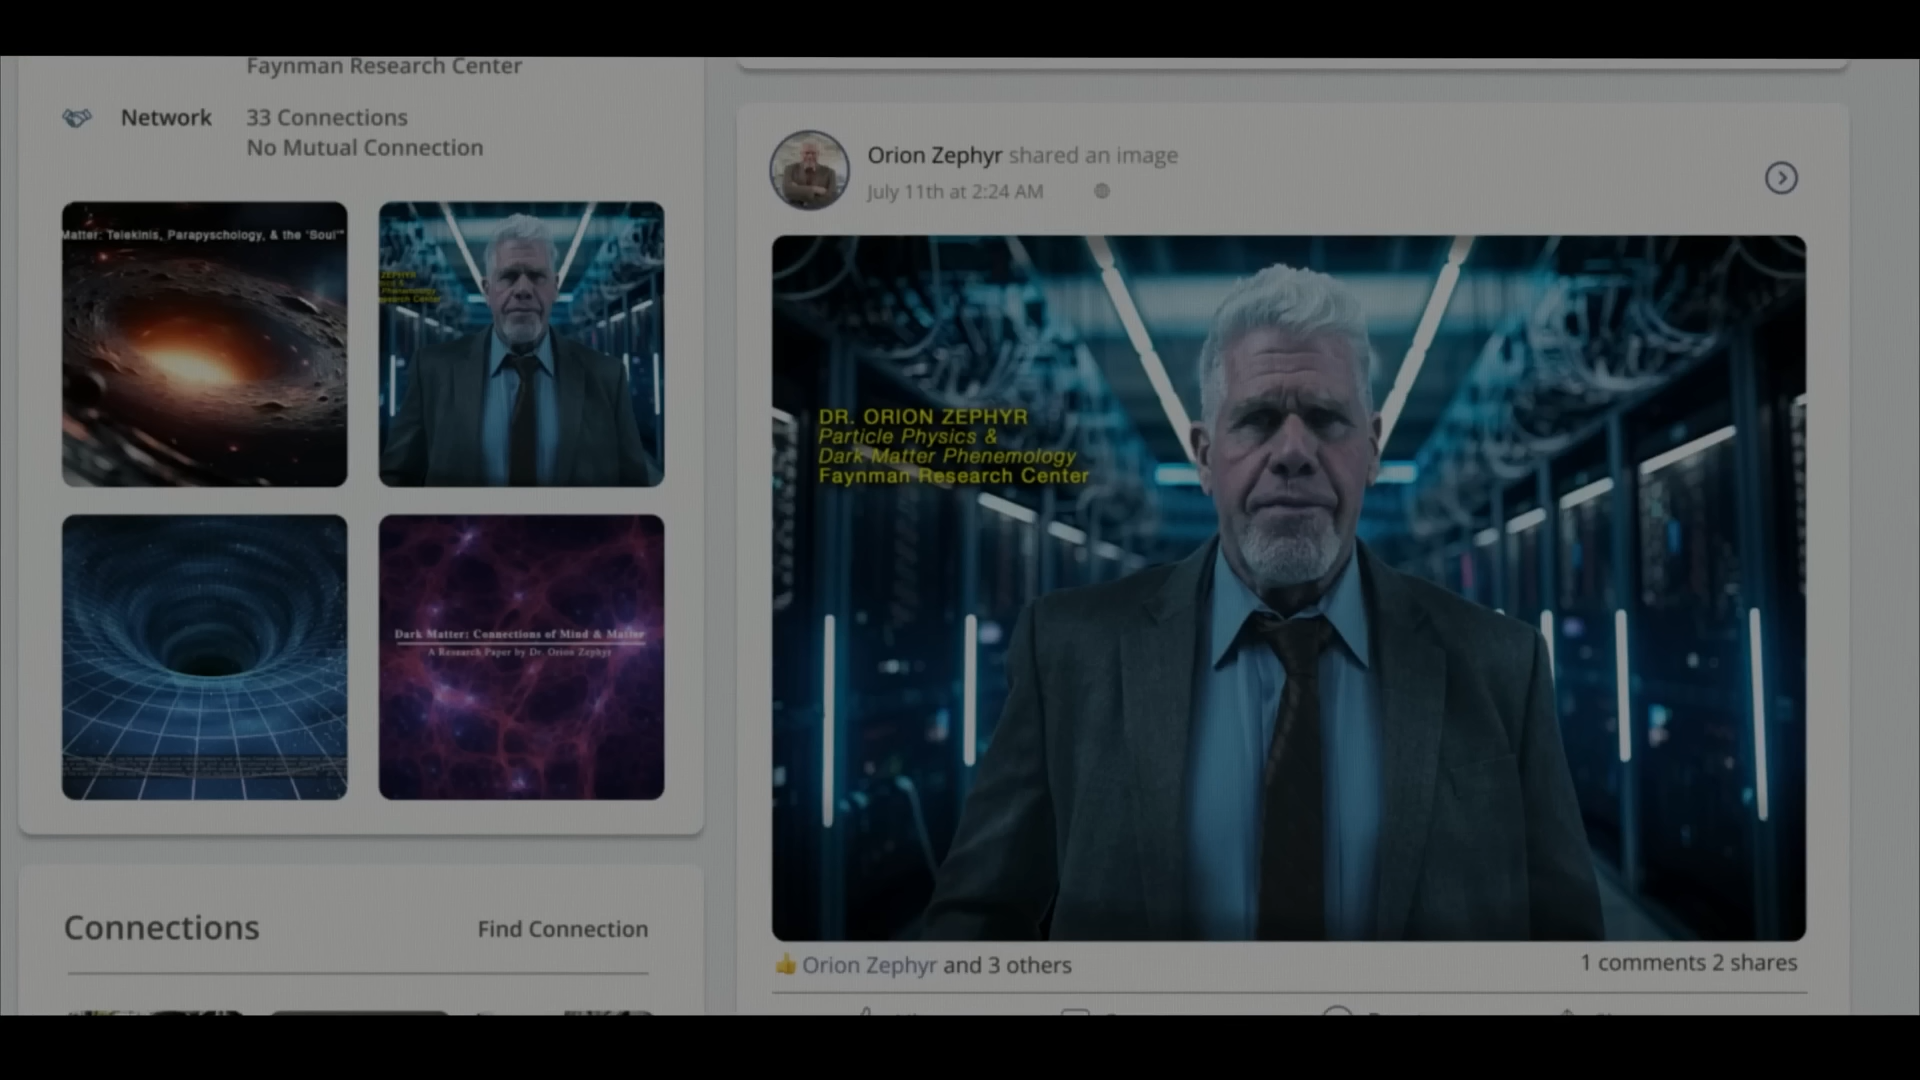 Faynman Research Center
Network
33 Connections
No Mutual Connection
Matter: Telekinis, Parapyschology, & the "Soul"
ZEPHYR
Dark Matter: Connections of Mind & Matter
A Research Paper by Dr. Orion Zephyr
Connections
Find Connection
Orion Zephyr shared an image
July 11th at 2:24 AM
DR. ORION ZEPHYR
Particle Physics &
Dark Matter Phenemology
Faynman Research Center
Orion Zephyr and 3 others
1 comments 2 shares